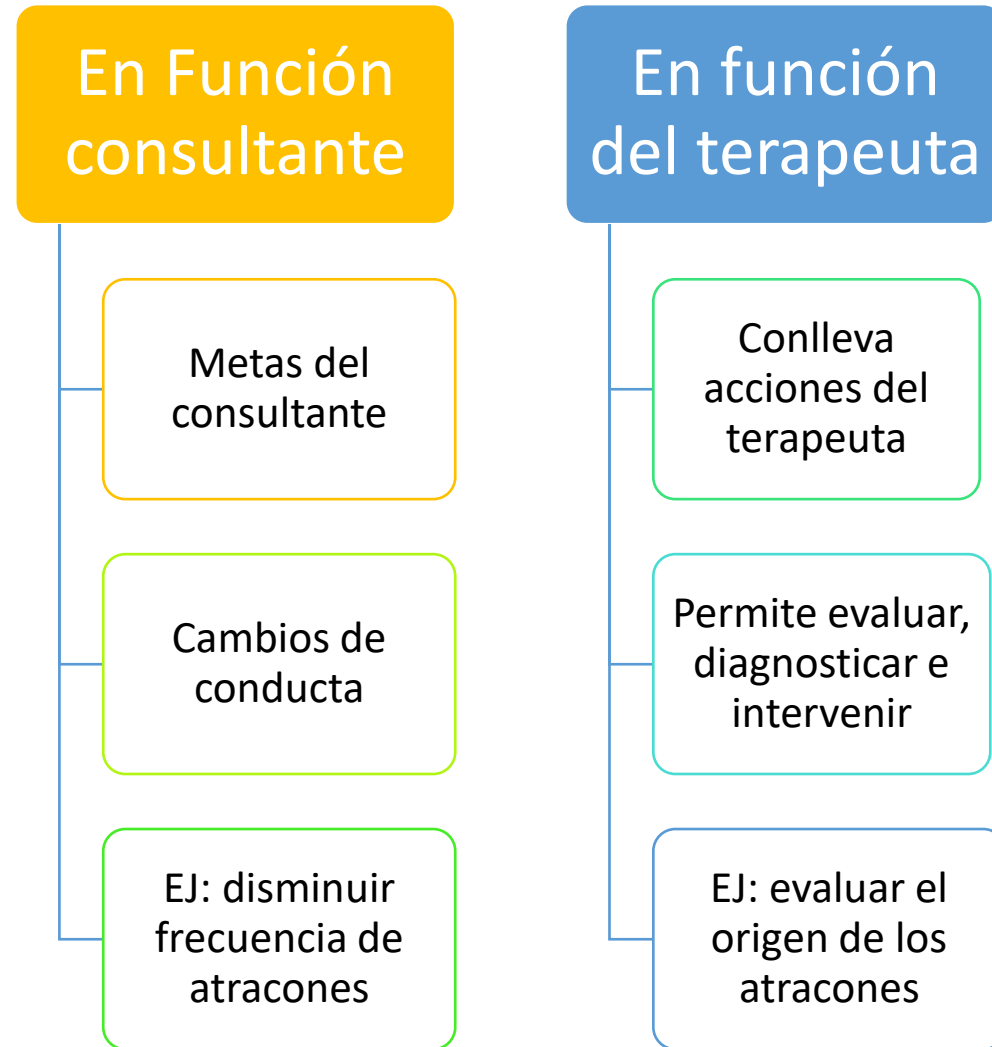 En Función
consultante
Metas del
consultante
Cambios de
conducta
EJ: disminuir
frecuencia de
atracones
En función
del terapeuta
Conlleva
acciones del
terapeuta
Permite evaluar,
diagnosticar e
intervenir
EJ: evaluar el
origen de los
atracones